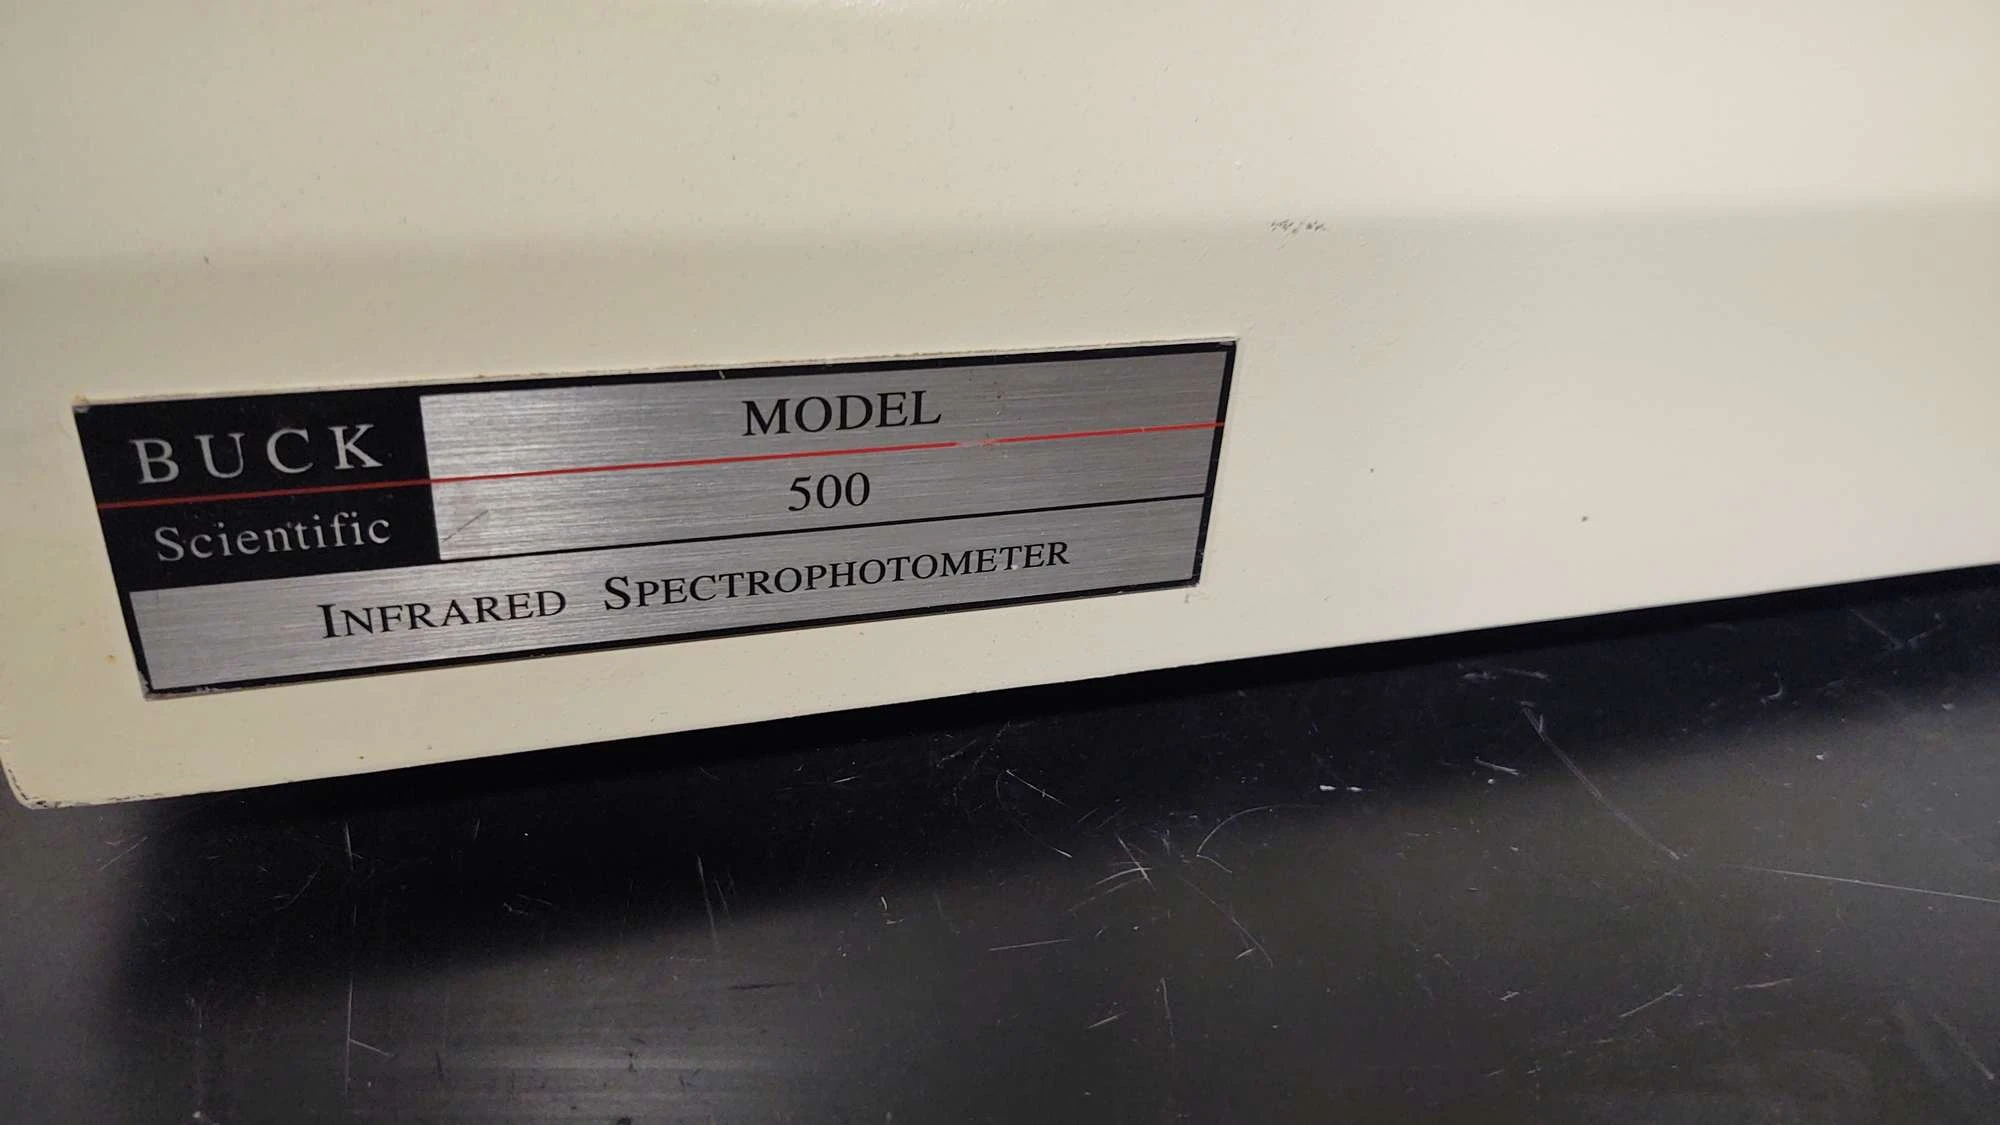 BUCK
Scientific
MODEL
500
INFRARED SPECTROPHOTOMETER